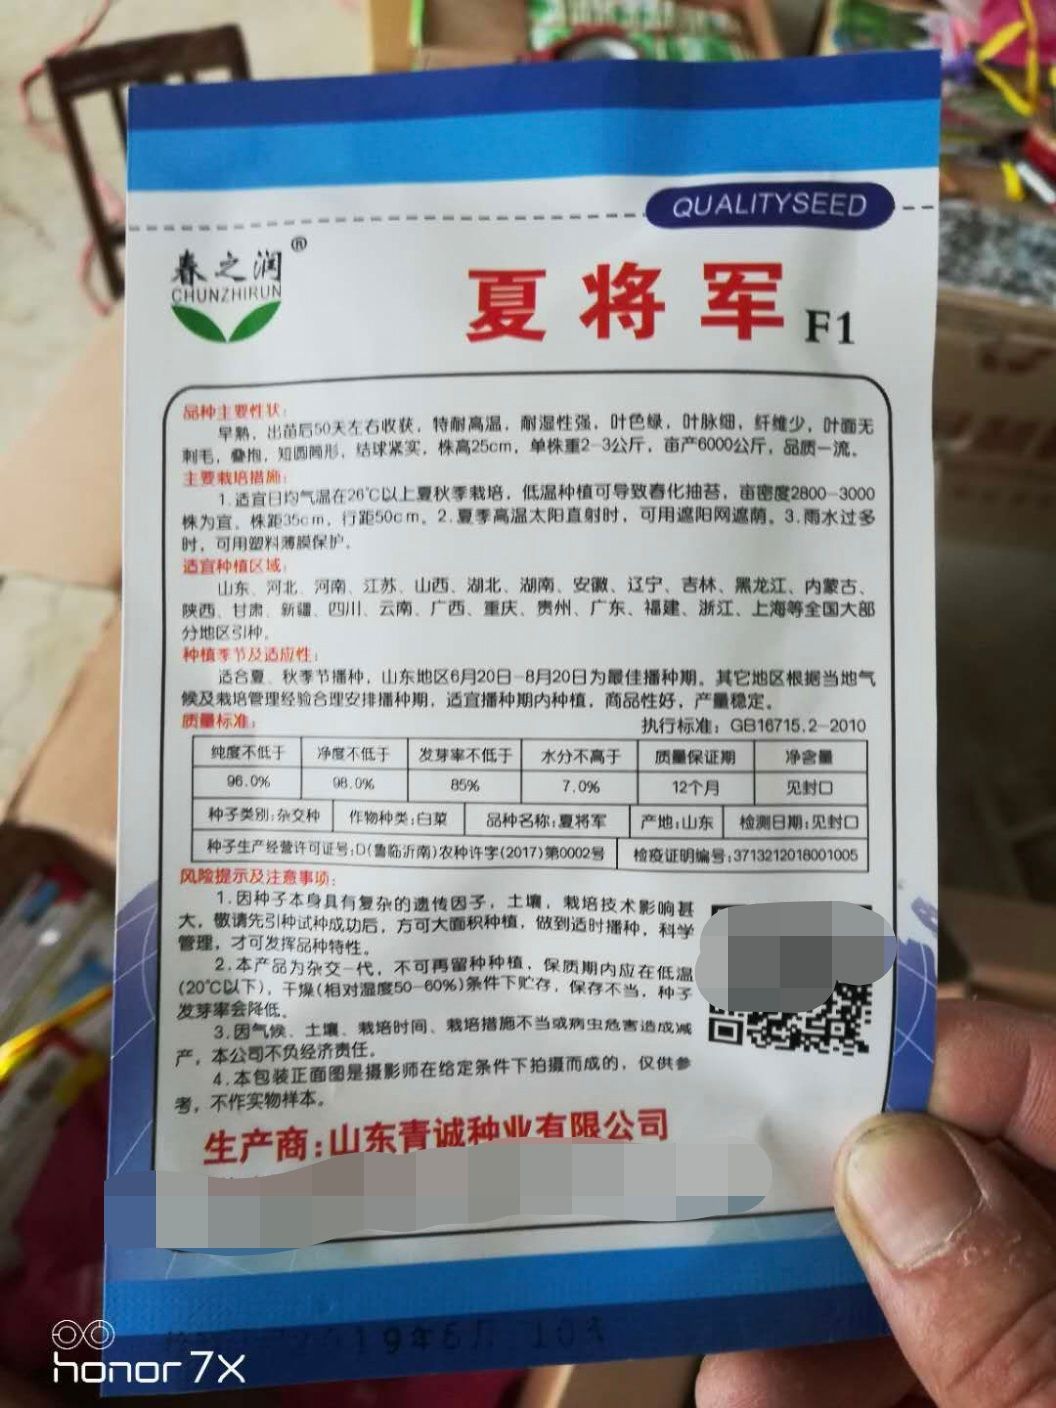 QUALITYSEED
春之润®
CHUNZHIRUN
夏将军 F1
品种主要性状:
早熟，出苗后50天左右收获，特耐高温，耐湿性强，叶色绿，叶脉细，纤维少，叶面无
刺毛，叠抱，短圆筒形，结球紧实，株高25cm，单株重2-3公斤，亩产6000公斤，品质一流。
主要栽培措施:
1.适宜日均气温在26℃以上夏秋季栽培，低温种植可导致春化抽苔，亩密度2800-3000
株为宜。株距35cm，行距50cm。2.夏季高温太阳直射时，可用遮阳网遮荫。3.雨水过多
时，可用塑料薄膜保护。
适宜种植区域:
山东、河北、河南、江苏、山西、湖北、湖南、安徽、辽宁、吉林、黑龙江、内蒙古、
陕西、甘肃、新疆、四川、云南、广西、重庆、贵州、广东、福建、浙江、上海等全国大部
分地区引种。
种植季节及适应性:
适合夏、秋季节播种，山东地区6月20日-8月20日为最佳播种期。其它地区根据当地气
候及栽培管理经验合理安排播种期，适宜播种期内种植，商品性好，产量稳定。
质量标准: 执行标准：GB16715.2-2010
纯度不低于 净度不低于 发芽率不低于 水分不高于 质量保证期 净含量
96.0% 98.0% 85% 7.0% 12个月 见封口
种子类别:杂交种 作物种类:白菜 品种名称:夏将军 产地:山东 检测日期:见封口
种子生产经营许可证号:D(鲁临沂南)农种许字(2017)第0002号 检疫证明编号:3713212018001005
风险提示及注意事项:
1.因种子本身具有复杂的遗传因子，土壤，栽培技术影响甚
大，敬请先引种试种成功后，方可大面积种植，做到适时播种，科学
管理，才可发挥品种特性。
2.本产品为杂交一代，不可再留种种植，保质期内应在低温
(20℃以下)，干燥(相对湿度50-60%)条件下贮存，保存不当，种子
发芽率会降低。
3.因气候、土壤、栽培时间、栽培措施不当或病虫危害造成减
产，本公司不负经济责任。
4.本包装正面图是摄影师在给定条件下拍摄而成的，仅供参
考，不作实物样本。
生产商:山东青诚种业有限公司
honor 7X